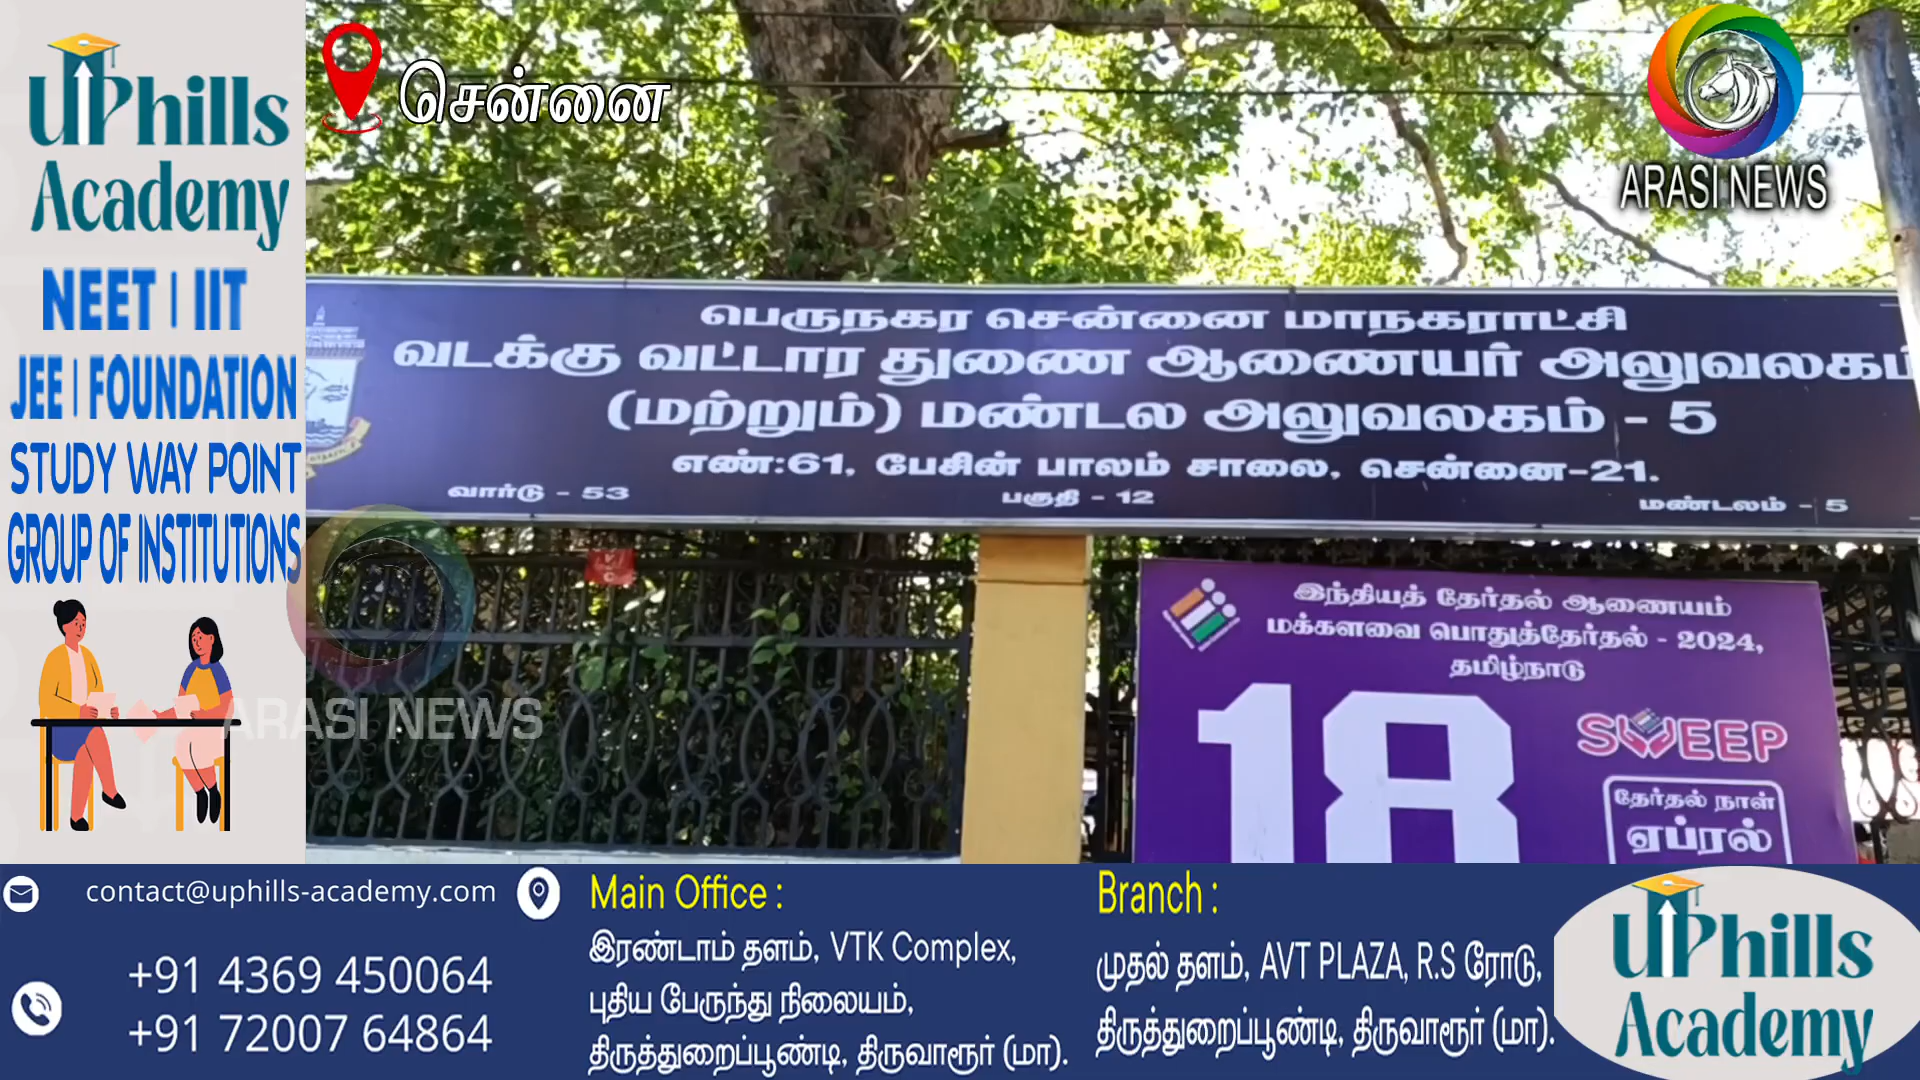 UPhills
Academy
NEET | IIT
JEE | FOUNDATION
STUDY WAY POINT
GROUP OF INSTITUTIONS
சென்னை
ARASI NEWS
பெருநகர சென்னை மாநகராட்சி
வடக்கு வட்டார துணை ஆணையர் அலுவலகம்
(மற்றும்) மண்டல அலுவலகம் - 5
எண்:61, பேசின் பாலம் சாலை, சென்னை-21.
வார்டு - 53
பகுதி - 12
மண்டலம் - 5
இந்தியத் தேர்தல் ஆணையம்
மக்களவை பொதுத்தேர்தல் - 2024,
தமிழ்நாடு
18
SWEEP
தேர்தல் நாள்
ஏப்ரல்
ARASI NEWS
contact@uphills-academy.com
+91 4369 450064
+91 72007 64864
Main Office :
இரண்டாம் தளம், VTK Complex,
புதிய பேருந்து நிலையம்,
திருத்துறைப்பூண்டி, திருவாரூர் (மா).
Branch :
முதல் தளம், AVT PLAZA, R.S ரோடு,
திருத்துறைப்பூண்டி, திருவாரூர் (மா).
UPhills
Academy